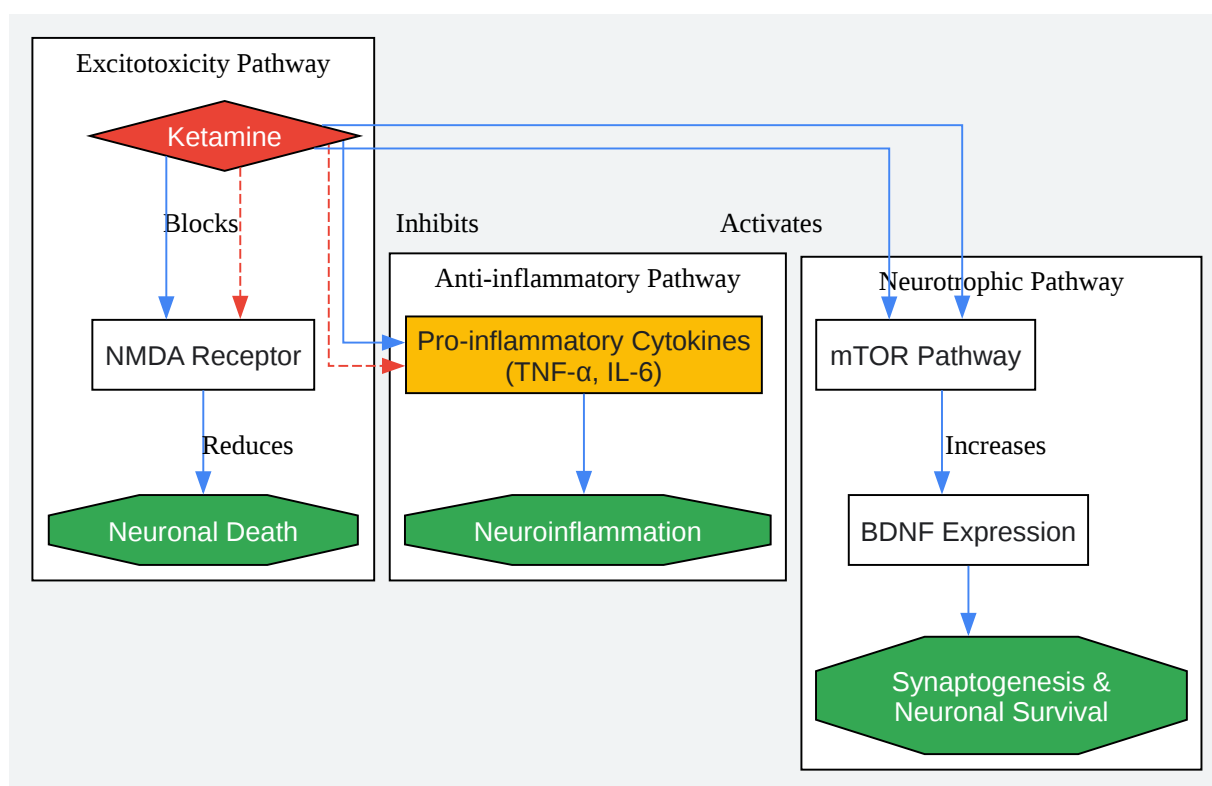 Excitotoxicity Pathway
Ketamine
Blocks
Inhibits
Activates
Anti-inflammatory Pathway
Neurotrophic Pathway
NMDA Receptor
Pro-inflammatory Cytokines
(TNF-α, IL-6)
mTOR Pathway
Reduces
Increases
Neuronal Death
Neuroinflammation
BDNF Expression
Synaptogenesis &
Neuronal Survival